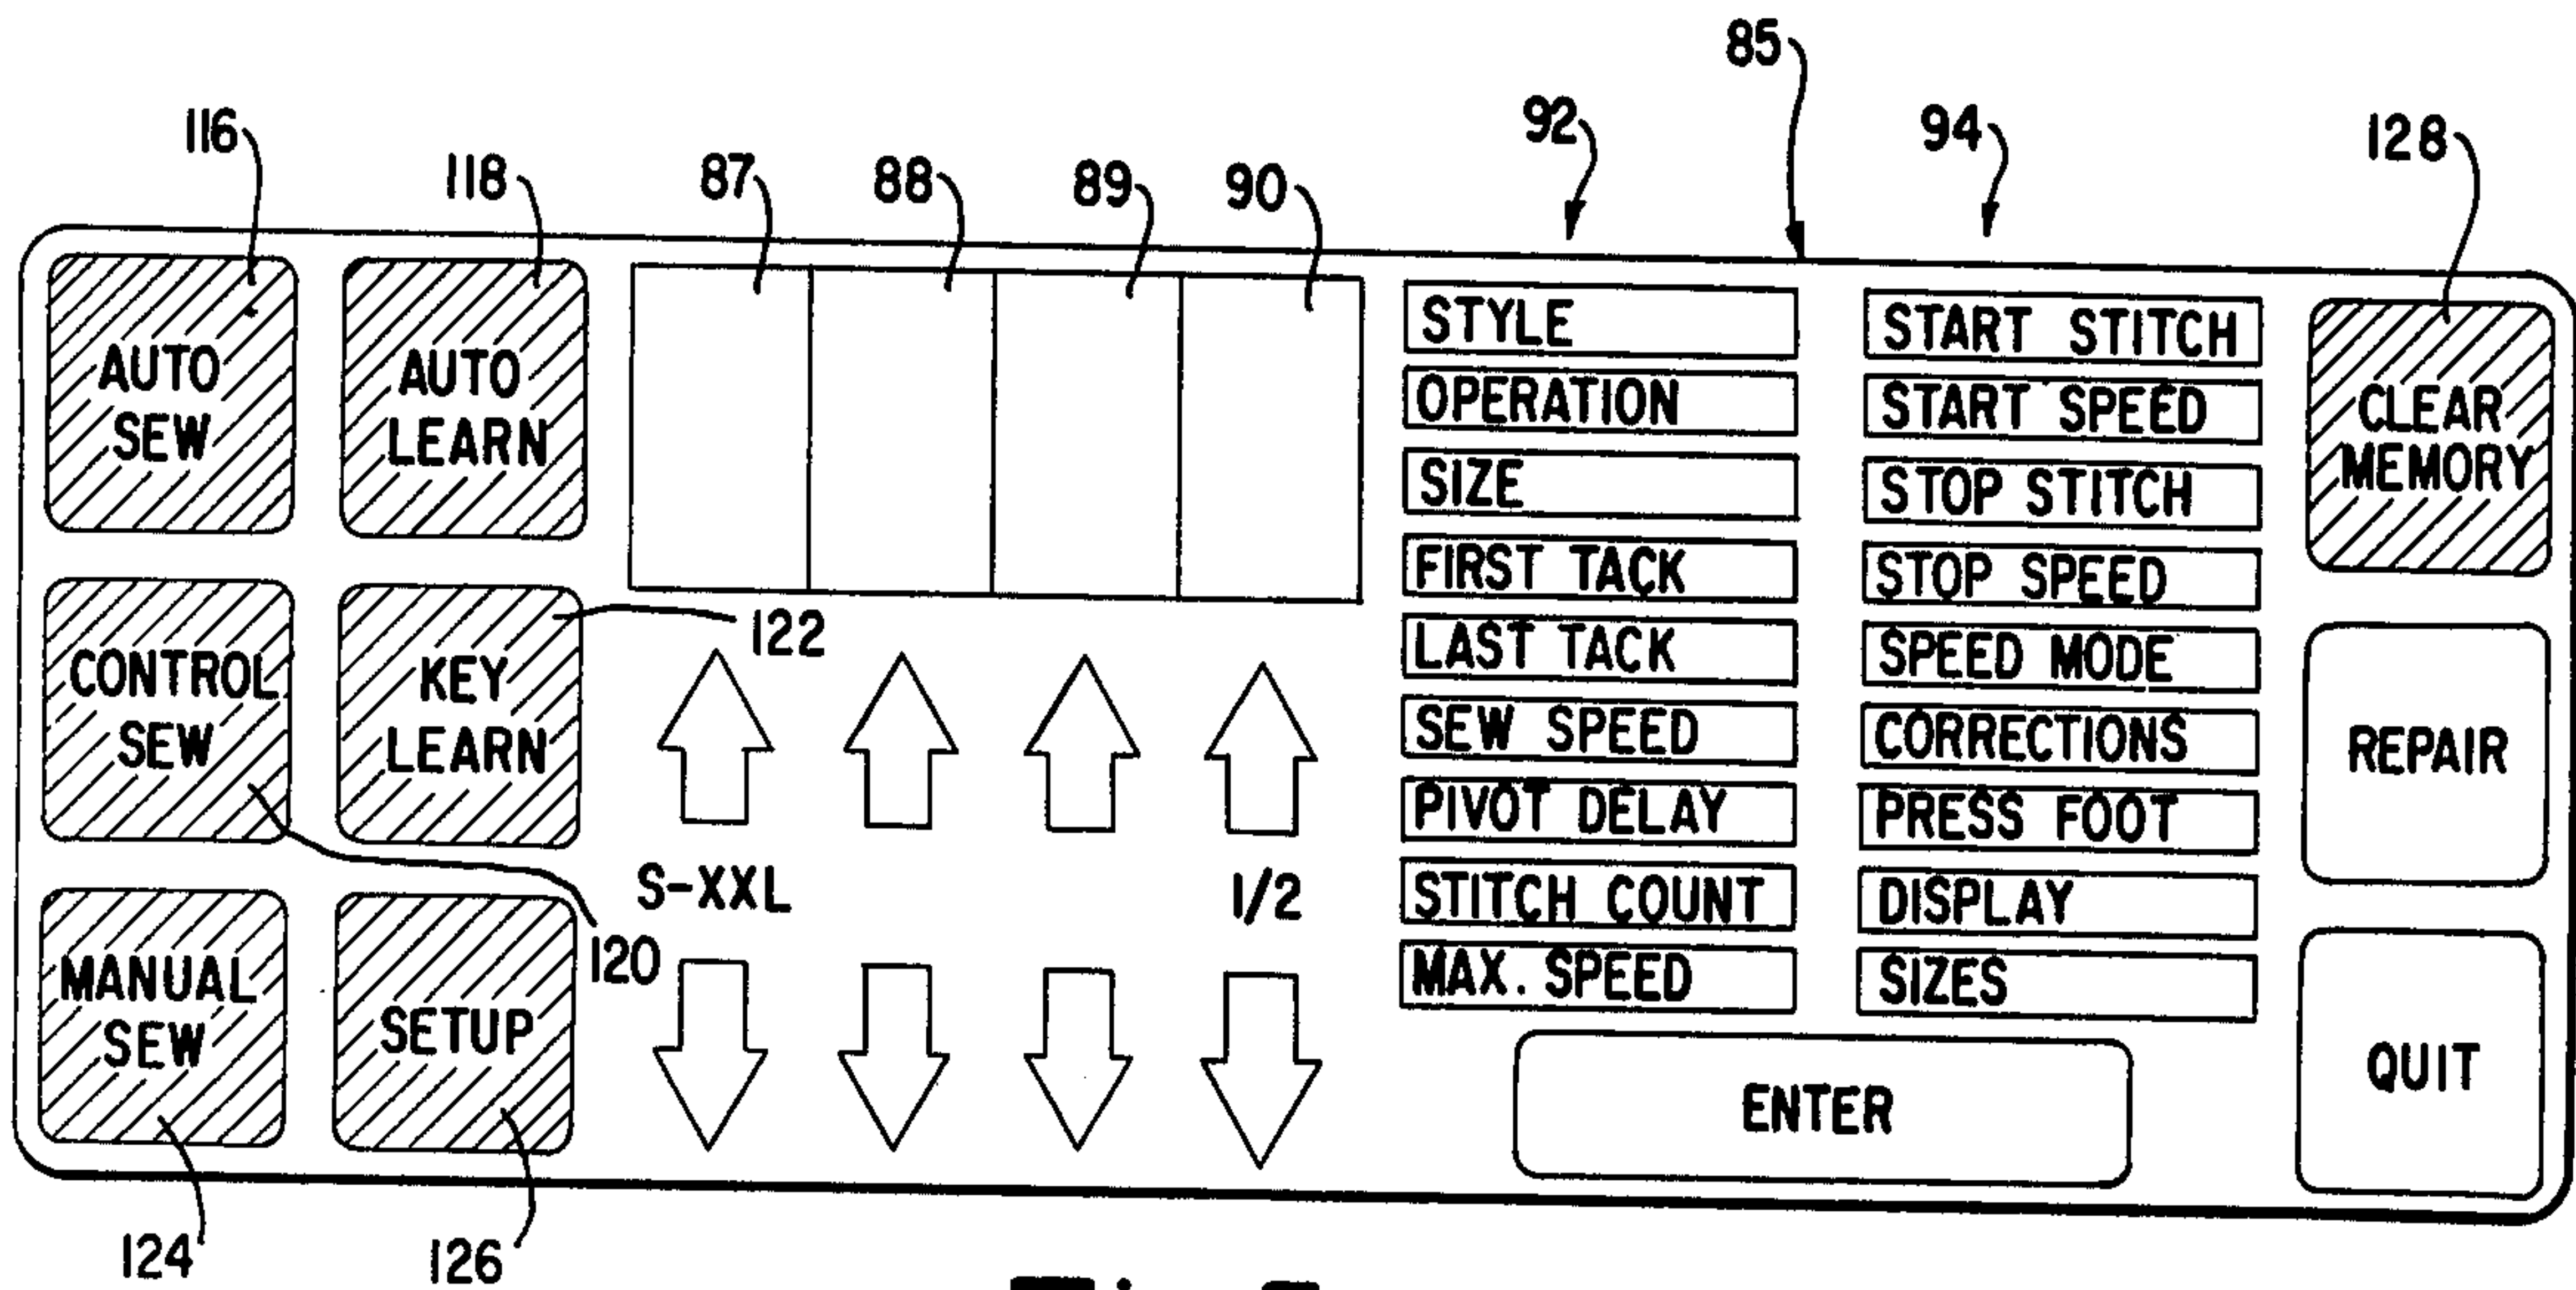 85
92
94
116
128
118
87
88
89
90
AUTO
SEW
AUTO
LEARN
STYLE
OPERATION
SIZE
FIRST TACK
LAST TACK
SEW SPEED
PIVOT DELAY
STITCH COUNT
MAX. SPEED
START STITCH
START SPEED
STOP STITCH
STOP SPEED
SPEED MODE
CORRECTIONS
PRESS FOOT
DISPLAY
SIZES
CLEAR
MEMORY
122
CONTROL
SEW
KEY
LEARN
REPAIR
S-XXL
1/2
120
MANUAL
SEW
SETUP
ENTER
QUIT
124
126